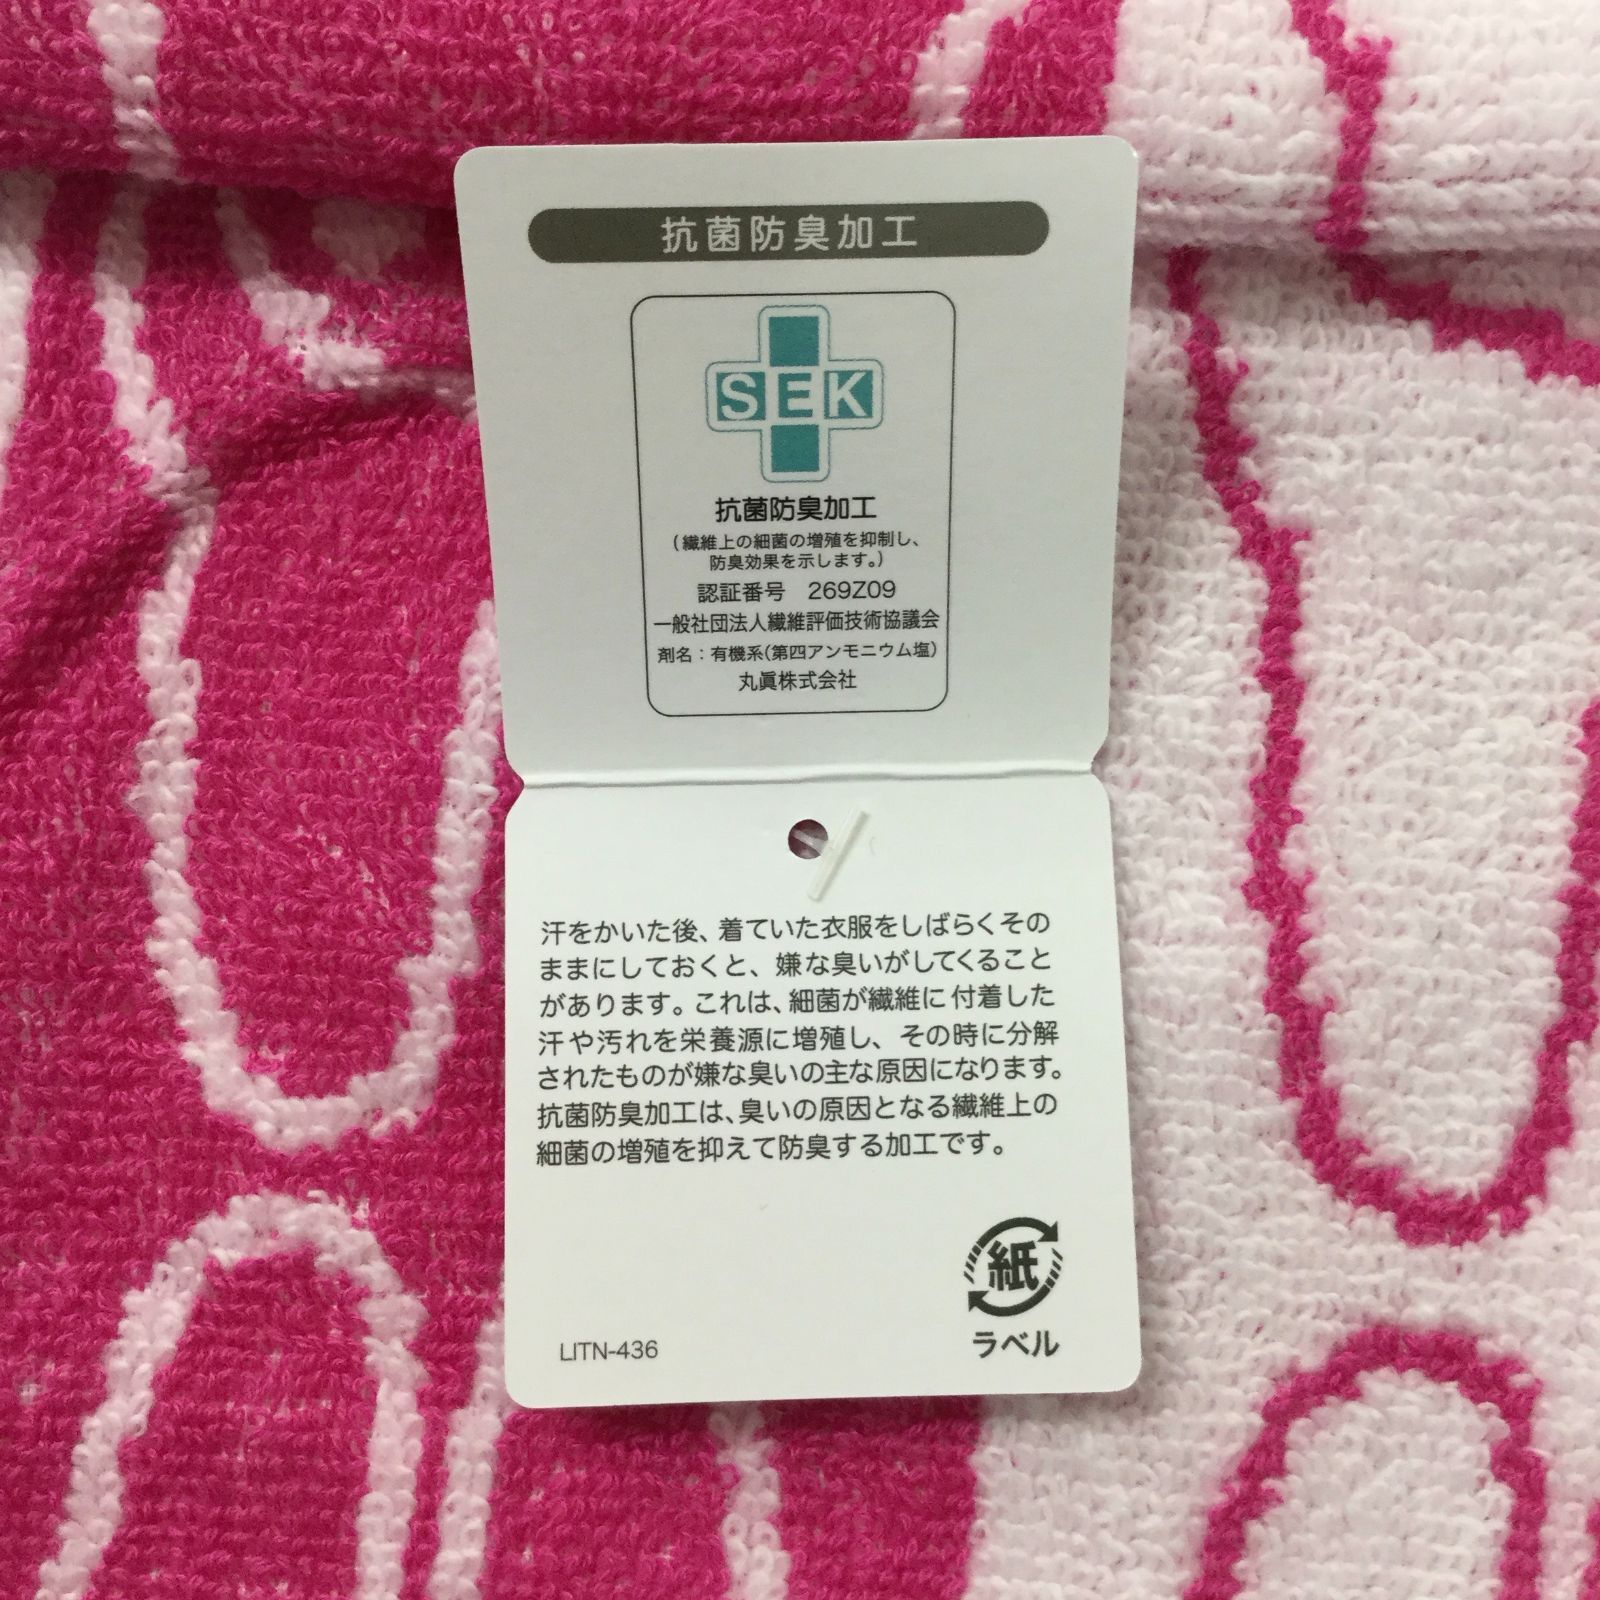 抗菌防臭加工
SEK
抗菌防臭加工
(繊維上の細菌の増殖を抑制し、
防臭効果を示します。)
認証番号 269Z09
一般社団法人繊維評価技術協議会
剤名：有機系(第四アンモニウム塩)
丸眞株式会社
汗をかいた後、着ていた衣服をしばらくその
ままにしておくと、嫌な臭いがしてくること
があります。これは、細菌が繊維に付着した
汗や汚れを栄養源に増殖し、その時に分解
されたものが嫌な臭いの主な原因になります。
抗菌防臭加工は、臭いの原因となる繊維上の
細菌の増殖を抑えて防臭する加工です。
紙
ラベル
LITN-436